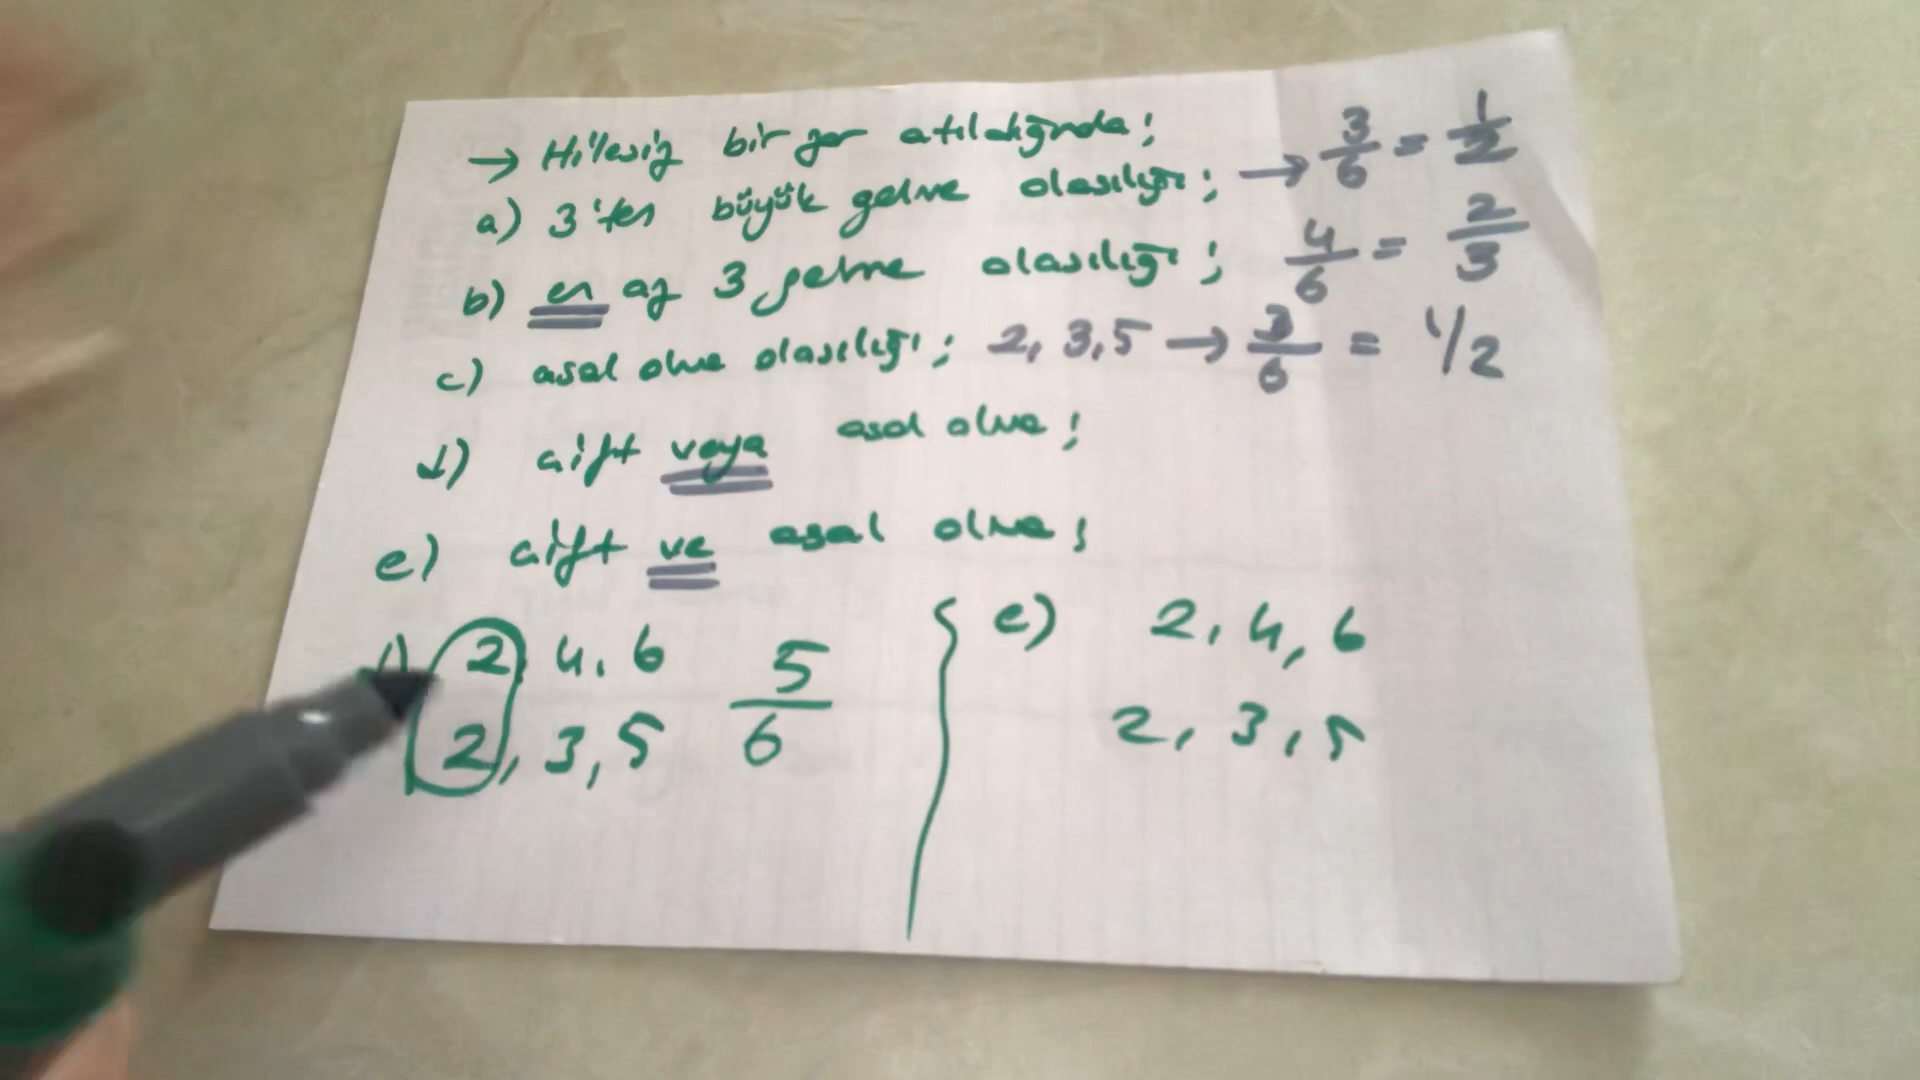 → Hilesiz bir zar atıldığında;
a) 3'ten büyük gelme olasılığı; → 3/6 = 1/2
b) en az 3 gelme olasılığı; 4/6 = 2/3
c) asal olma olasılığı; 2, 3, 5 → 3/6 = 1/2
d) çift veya asal olma;
e) çift ve asal olma;
d) 2, 4, 6 5/6
2, 3, 5
e) 2, 4, 6
2, 3, 5